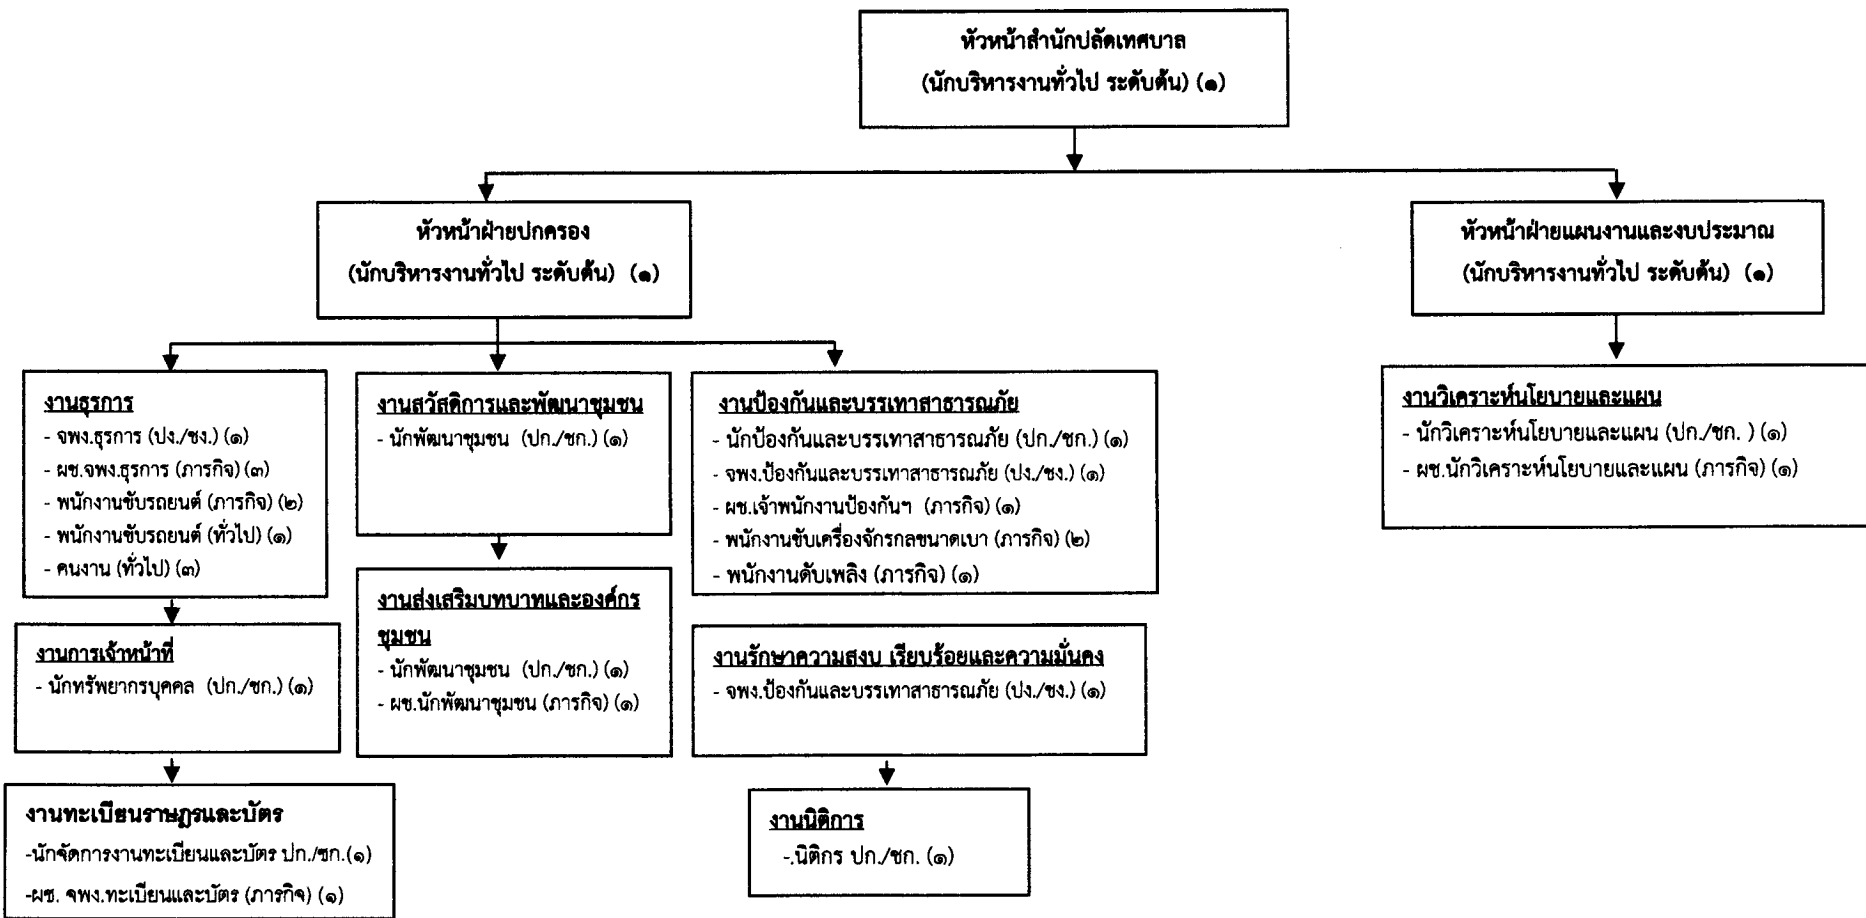 หัวหน้าสำนักปลัดเทศบาล
(นักบริหารงานทั่วไป ระดับต้น) (๑)
หัวหน้าฝ่ายปกครอง
(นักบริหารงานทั่วไป ระดับต้น) (๑)
หัวหน้าฝ่ายแผนงานและงบประมาณ
(นักบริหารงานทั่วไป ระดับต้น) (๑)
งานธุรการ
- จพง.ธุรการ (ปง./ชง.) (๑)
- ผช.จพง.ธุรการ (ภารกิจ) (๓)
- พนักงานขับรถยนต์ (ภารกิจ) (๒)
- พนักงานขับรถยนต์ (ทั่วไป) (๑)
- คนงาน (ทั่วไป) (๓)
งานสวัสดิการและพัฒนาชุมชน
- นักพัฒนาชุมชน (ปก./ชก.) (๑)
งานป้องกันและบรรเทาสาธารณภัย
- นักป้องกันและบรรเทาสาธารณภัย (ปก./ชก.) (๑)
- จพง.ป้องกันและบรรเทาสาธารณภัย (ปง./ชง.) (๑)
- ผช.เจ้าพนักงานป้องกันฯ (ภารกิจ) (๑)
- พนักงานขับเครื่องจักรกลขนาดเบา (ภารกิจ) (๒)
- พนักงานดับเพลิง (ภารกิจ) (๑)
งานวิเคราะห์นโยบายและแผน
- นักวิเคราะห์นโยบายและแผน (ปก./ชก. ) (๑)
- ผช.นักวิเคราะห์นโยบายและแผน (ภารกิจ) (๑)
งานการเจ้าหน้าที่
- นักทรัพยากรบุคคล (ปก./ชก.) (๑)
งานส่งเสริมบทบาทและองค์กร
ชุมชน
- นักพัฒนาชุมชน (ปก./ชก.) (๑)
- ผช.นักพัฒนาชุมชน (ภารกิจ) (๑)
งานรักษาความสงบ เรียบร้อยและความมั่นคง
- จพง.ป้องกันและบรรเทาสาธารณภัย (ปง./ชง.) (๑)
งานทะเบียนราษฎรและบัตร
-นักจัดการงานทะเบียนและบัตร ปก./ชก.(๑)
-ผช. จพง.ทะเบียนและบัตร (ภารกิจ) (๑)
งานนิติการ
-.นิติกร ปก./ชก. (๑)